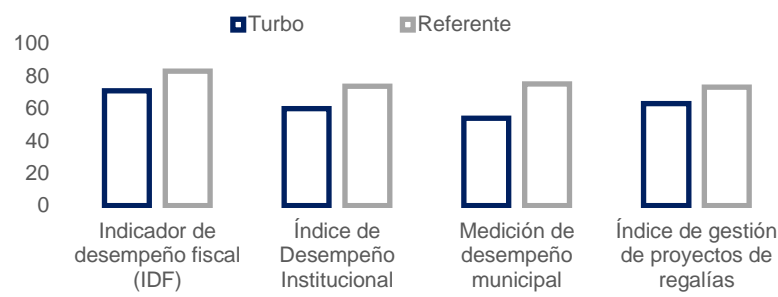 Turbo
Referente
100
80
60
40
20
0
Indicador de
desempeño fiscal
(IDF)
Índice de
Desempeño
Institucional
Medición de
desempeño
municipal
Índice de gestión
de proyectos de
regalías